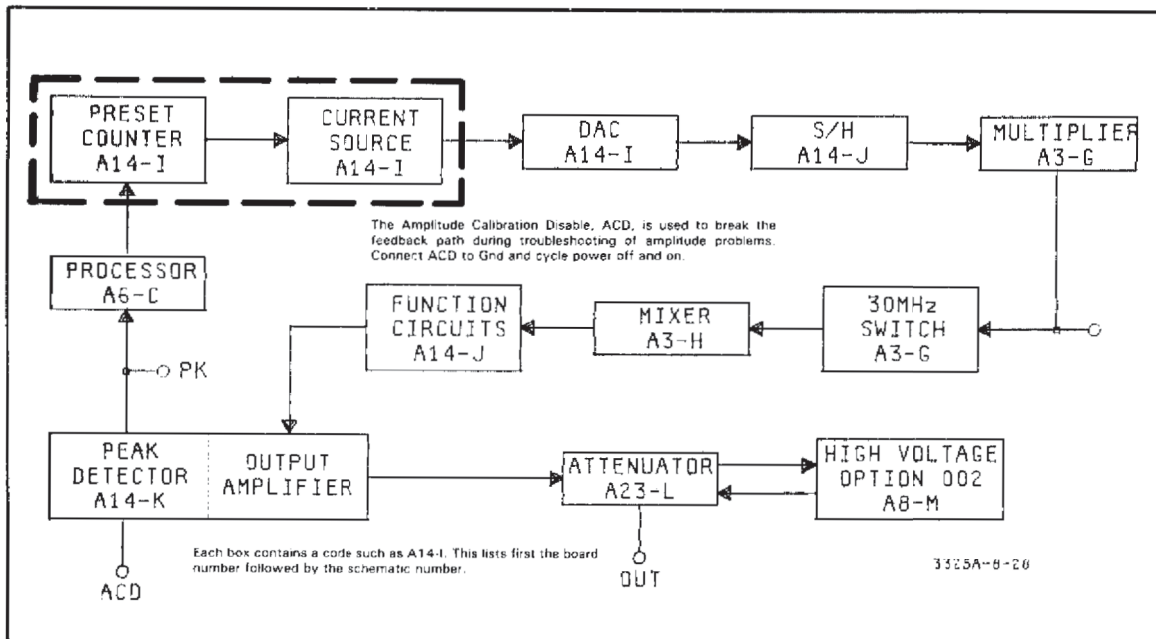 PRESET
COUNTER
A14-I
CURRENT
SOURCE
A14-I
DAC
A14-I
S/H
A14-J
MULTIPLIER
A3-G
The Amplitude Calibration Disable, ACD, is used to break the
feedback path during troubleshooting of amplitude problems.
Connect ACD to Gnd and cycle power off and on.
PROCESSOR
A6-C
FUNCTION
CIRCUITS
A14-J
MIXER
A3-H
30MHz
SWITCH
A3-G
PK
PEAK
DETECTOR
A14-K
OUTPUT
AMPLIFIER
ATTENUATOR
A23-L
HIGH VOLTAGE
OPTION 002
A8-M
Each box contains a code such as A14-I. This lists first the board
number followed by the schematic number.
ACD
OUT
3325A-8-28